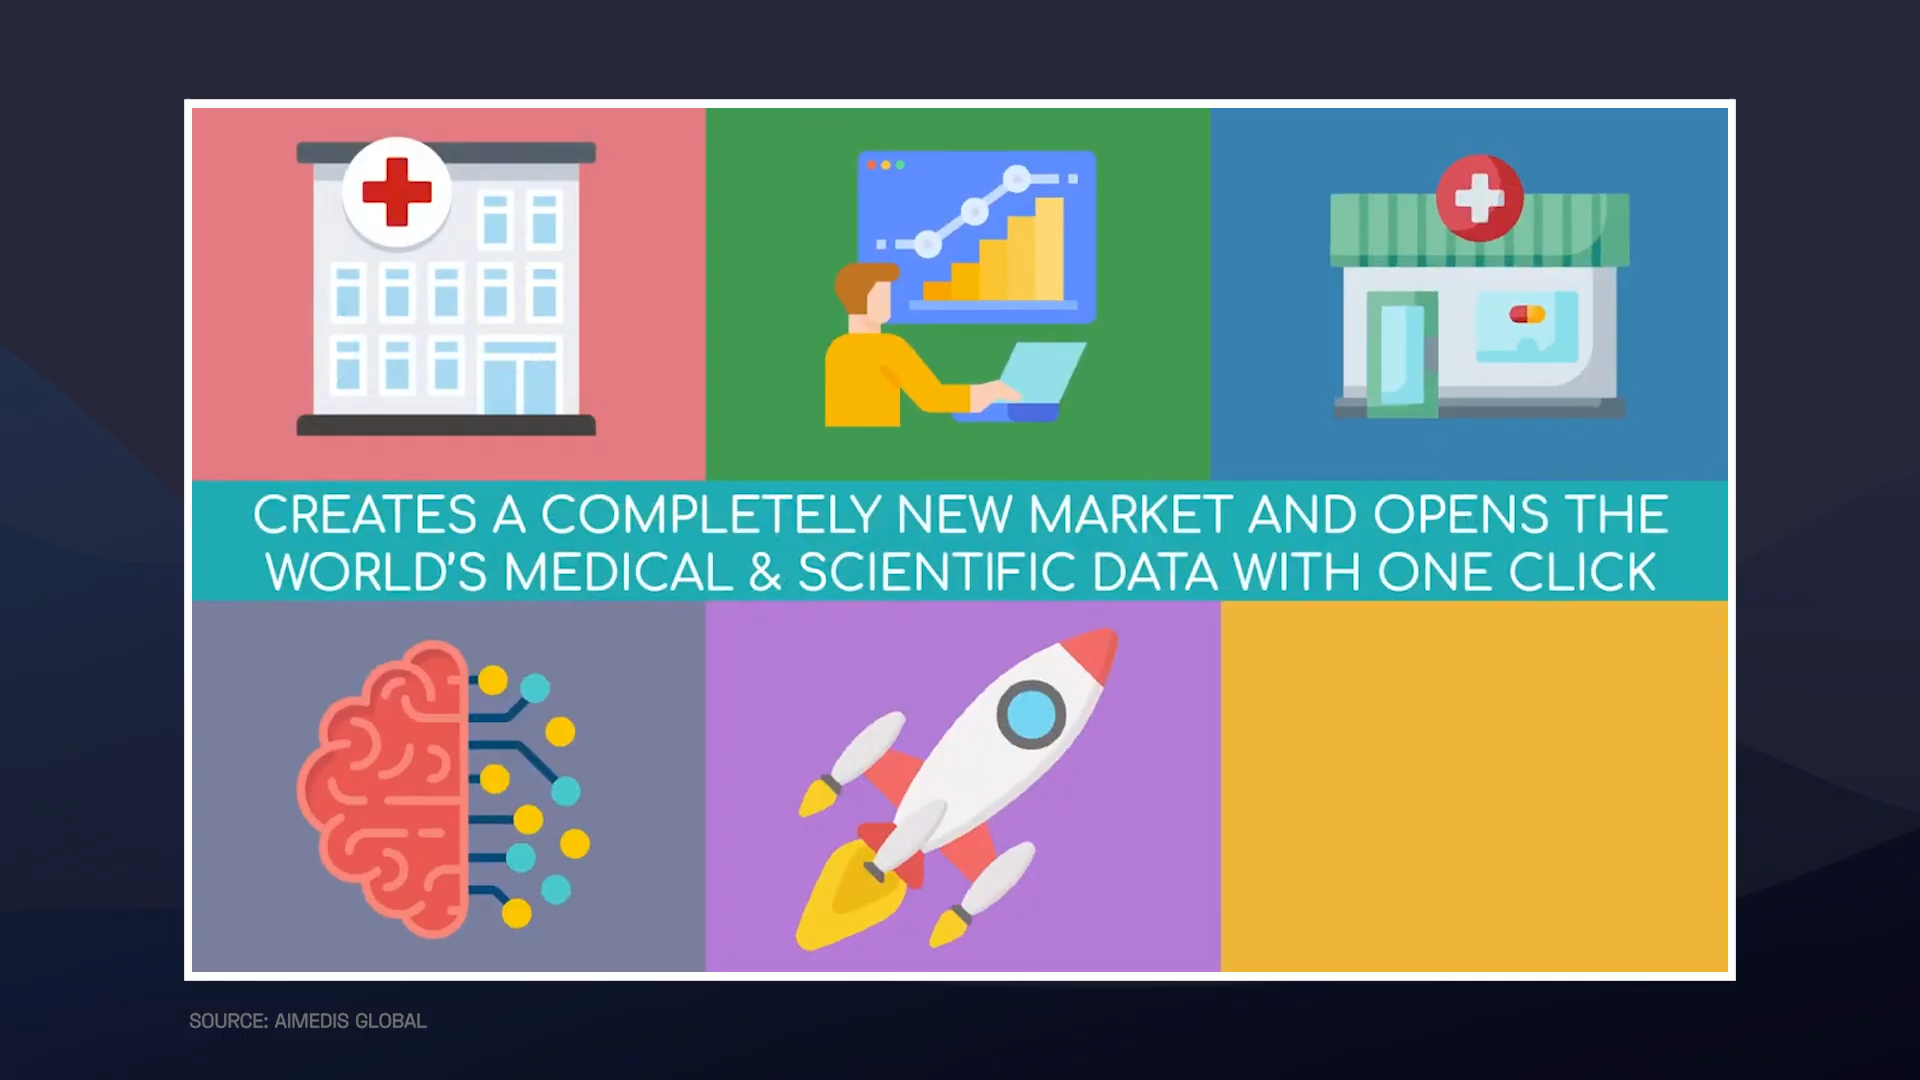 CREATES A COMPLETELY NEW MARKET AND OPENS THE
WORLD'S MEDICAL & SCIENTIFIC DATA WITH ONE CLICK
SOURCE: AIMEDIS GLOBAL